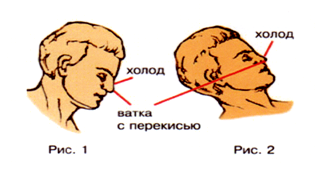 холод
холод
ватка
с перекисью
Рис. 1
Рис. 2